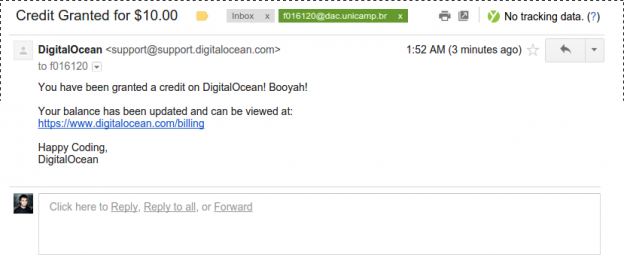 Credit Granted for $10.00 Inbox x f016120@dac.unicamp.br x No tracking data. (?)
DigitalOcean <support@support.digitalocean.com> 1:52 AM (3 minutes ago)
to f016120
You have been granted a credit on DigitalOcean! Booyah!
Your balance has been updated and can be viewed at:
https://www.digitalocean.com/billing
Happy Coding,
DigitalOcean
Click here to Reply, Reply to all, or Forward